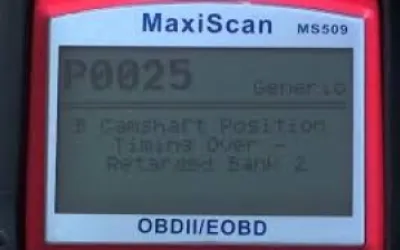 MaxiScan MS509
P0025
Generic
B Camshaft Position
Timing Over -
Retarded Bank 2
OBDII/EOBD